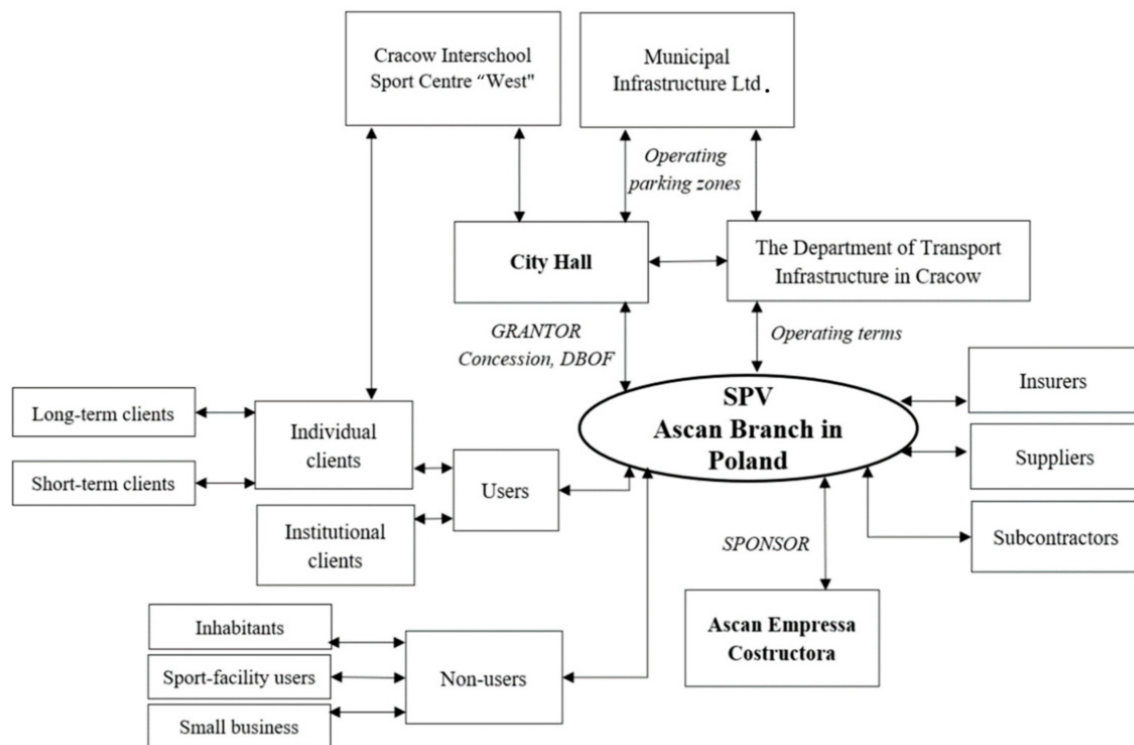 Cracow Interschool
Sport Centre “West"
Municipal
Infrastructure Ltd.
Operating
parking zones
City Hall
The Department of Transport
Infrastructure in Cracow
GRANTOR
Concession, DBOF
Operating terms
SPV
Ascan Branch in
Poland
Insurers
Suppliers
Subcontractors
Long-term clients
Short-term clients
Individual
clients
Users
Institutional
clients
SPONSOR
Ascan Empressa
Costructora
Inhabitants
Sport-facility users
Small business
Non-users